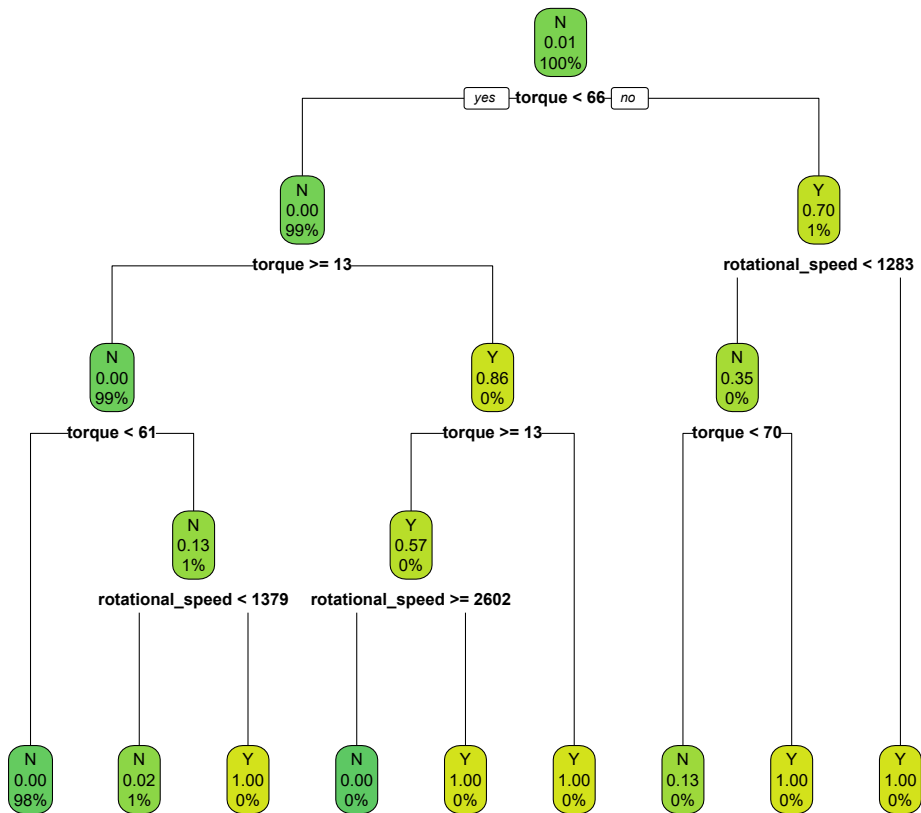 N
0.01
100%
yes torque < 66 no
N
0.00
99%
Y
0.70
1%
torque >= 13
rotational_speed < 1283
N
0.00
99%
Y
0.86
0%
N
0.35
0%
torque < 61
torque >= 13
torque < 70
N
0.13
1%
Y
0.57
0%
rotational_speed < 1379
rotational_speed >= 2602
N
0.00
98%
N
0.02
1%
Y
1.00
0%
N
0.00
0%
Y
1.00
0%
Y
1.00
0%
N
0.13
0%
Y
1.00
0%
Y
1.00
0%